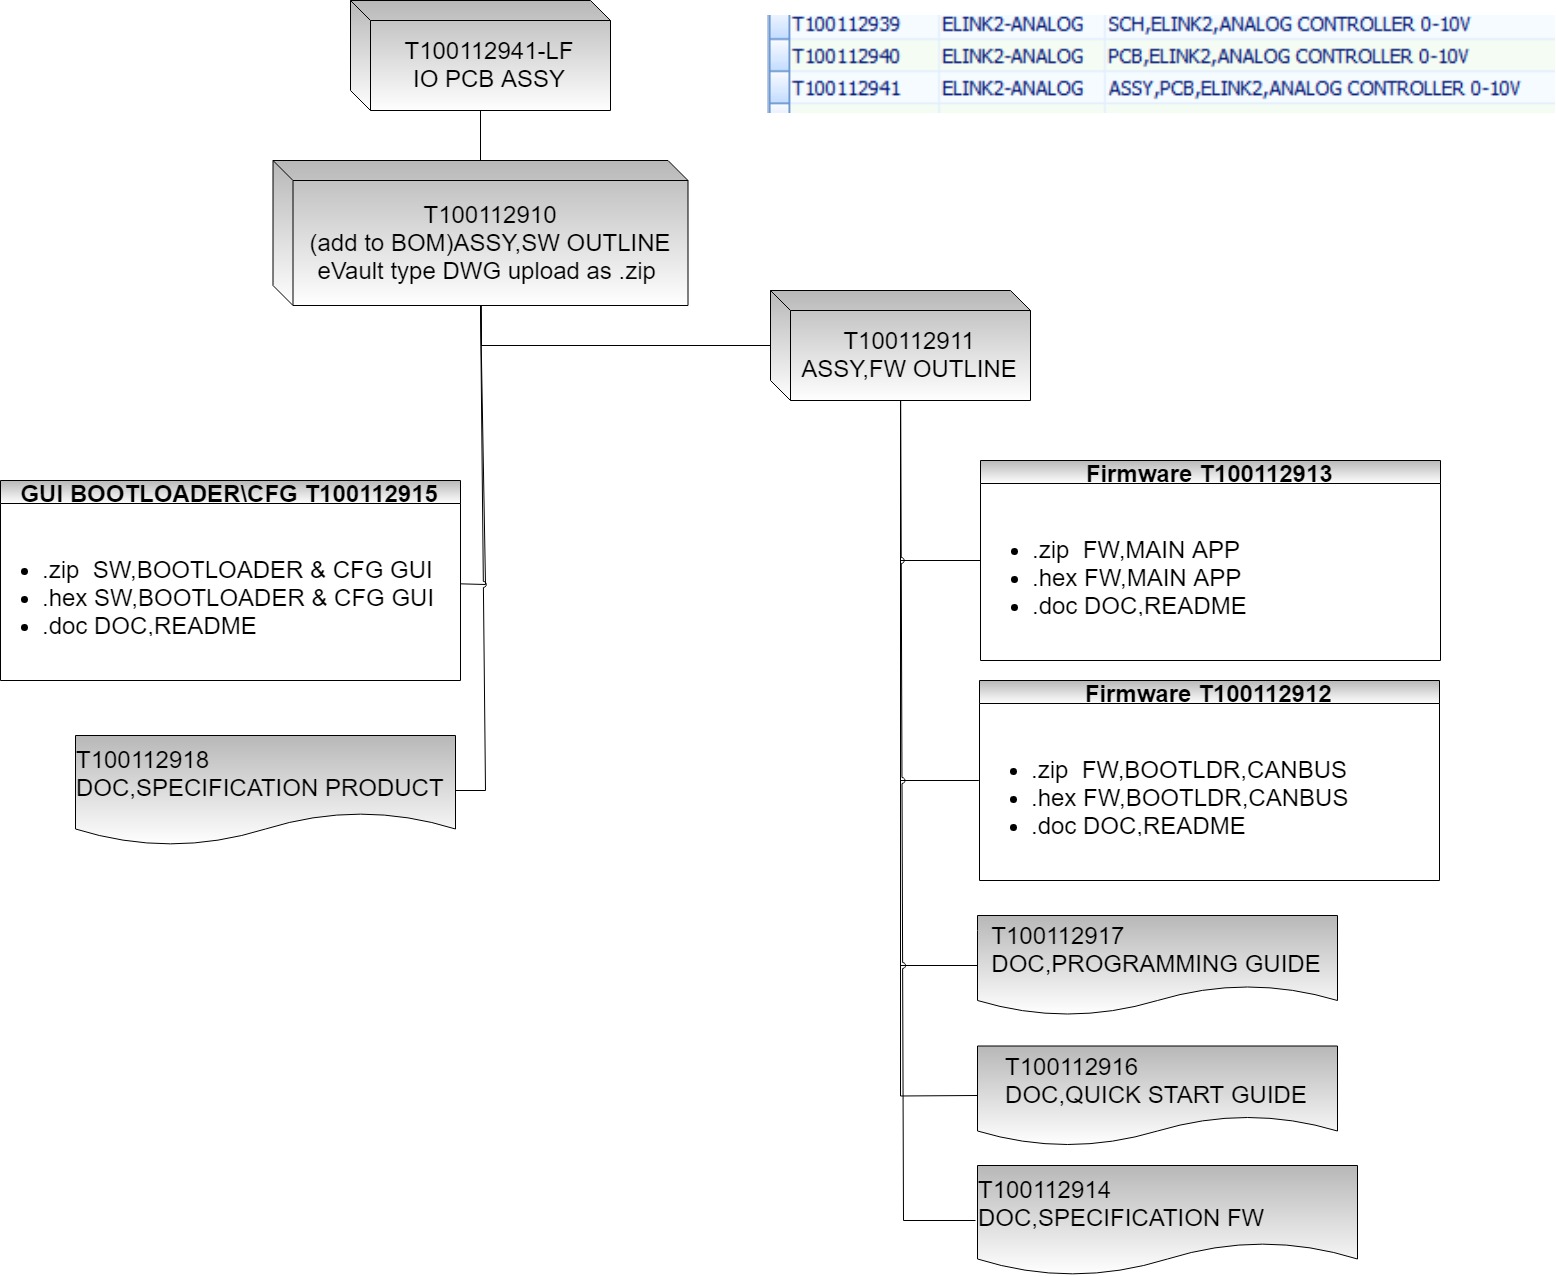 T100112941-LF
IO PCB ASSY
T100112939 ELINK2-ANALOG SCH,ELINK2,ANALOG CONTROLLER 0-10V
T100112940 ELINK2-ANALOG PCB,ELINK2,ANALOG CONTROLLER 0-10V
T100112941 ELINK2-ANALOG ASSY,PCB,ELINK2,ANALOG CONTROLLER 0-10V
T100112910
(add to BOM)ASSY,SW OUTLINE
eVault type DWG upload as .zip
T100112911
ASSY,FW OUTLINE
GUI BOOTLOADER\CFG T100112915
• .zip  SW,BOOTLOADER & CFG GUI
• .hex SW,BOOTLOADER & CFG GUI
• .doc DOC,README
T100112918
DOC,SPECIFICATION PRODUCT
Firmware T100112913
• .zip  FW,MAIN APP
• .hex FW,MAIN APP
• .doc DOC,README
Firmware T100112912
• .zip  FW,BOOTLDR,CANBUS
• .hex FW,BOOTLDR,CANBUS
• .doc DOC,README
T100112917
DOC,PROGRAMMING GUIDE
T100112916
DOC,QUICK START GUIDE
T100112914
DOC,SPECIFICATION FW